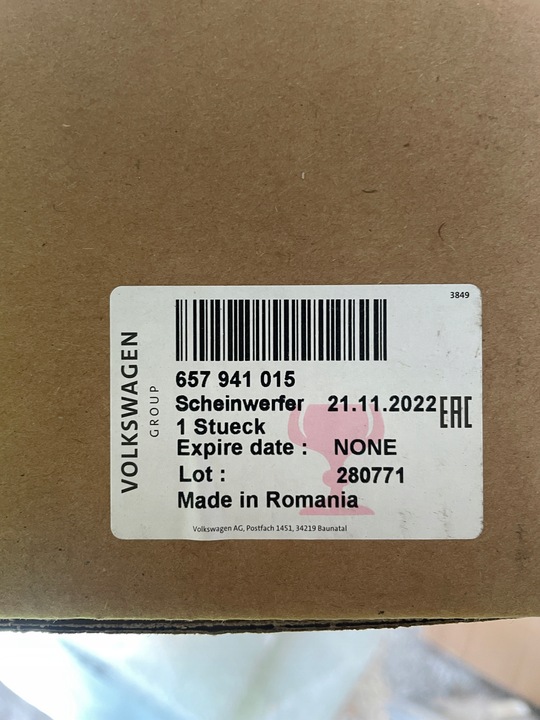 3849
VOLKSWAGEN
GROUP
657 941 015
Scheinwerfer 21.11.2022 EAC
1 Stueck
Expire date : NONE
Lot : 280771
Made in Romania
Volkswagen AG, Postfach 1451, 34219 Baunatal